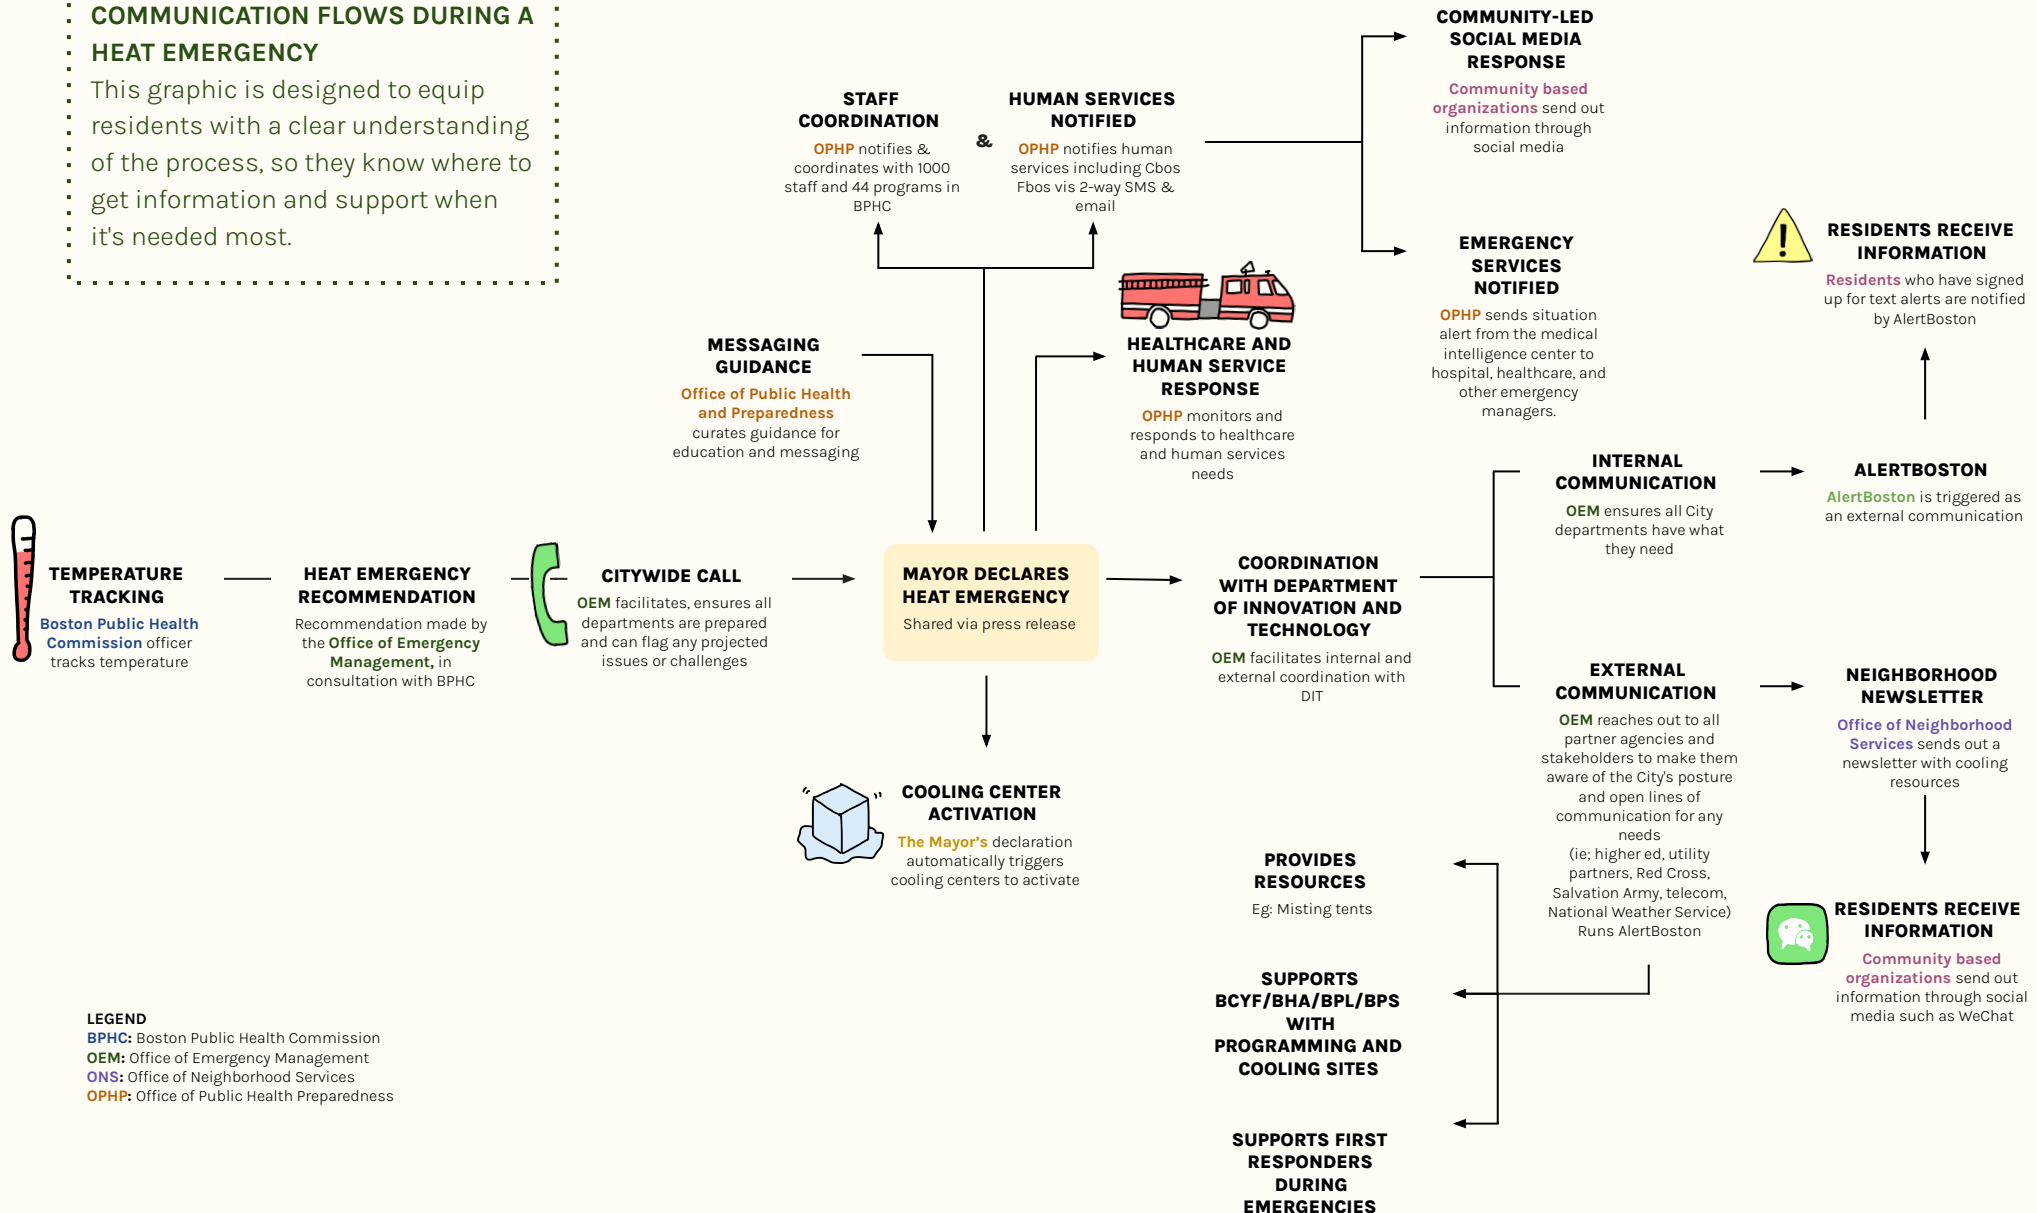 COMMUNICATION FLOWS DURING A
HEAT EMERGENCY
This graphic is designed to equip
residents with a clear understanding
of the process, so they know where to
get information and support when
it's needed most.
STAFF
COORDINATION
OPHP notifies &
coordinates with 1000
staff and 44 programs in
BPHC
&
HUMAN SERVICES
NOTIFIED
OPHP notifies human
services including Cbos
Fbos vis 2-way SMS &
email
COMMUNITY-LED
SOCIAL MEDIA
RESPONSE
Community based
organizations send out
information through
social media
EMERGENCY
SERVICES
NOTIFIED
OPHP sends situation
alert from the medical
intelligence center to
hospital, healthcare, and
other emergency
managers.
RESIDENTS RECEIVE
INFORMATION
Residents who have signed
up for text alerts are notified
by AlertBoston
MESSAGING
GUIDANCE
Office of Public Health
and Preparedness
curates guidance for
education and messaging
HEALTHCARE AND
HUMAN SERVICE
RESPONSE
OPHP monitors and
responds to healthcare
and human services
needs
INTERNAL
COMMUNICATION
OEM ensures all City
departments have what
they need
ALERTBOSTON
AlertBoston is triggered as
an external communication
TEMPERATURE
TRACKING
Boston Public Health
Commission officer
tracks temperature
HEAT EMERGENCY
RECOMMENDATION
Recommendation made by
the Office of Emergency
Management, in
consultation with BPHC
CITYWIDE CALL
OEM facilitates, ensures all
departments are prepared
and can flag any projected
issues or challenges
MAYOR DECLARES
HEAT EMERGENCY
Shared via press release
COORDINATION
WITH DEPARTMENT
OF INNOVATION AND
TECHNOLOGY
OEM facilitates internal and
external coordination with
DIT
EXTERNAL
COMMUNICATION
OEM reaches out to all
partner agencies and
stakeholders to make them
aware of the City's posture
and open lines of
communication for any
needs
(ie; higher ed, utility
partners, Red Cross,
Salvation Army, telecom,
National Weather Service)
Runs AlertBoston
NEIGHBORHOOD
NEWSLETTER
Office of Neighborhood
Services sends out a
newsletter with cooling
resources
COOLING CENTER
ACTIVATION
The Mayor's declaration
automatically triggers
cooling centers to activate
PROVIDES
RESOURCES
Eg: Misting tents
RESIDENTS RECEIVE
INFORMATION
Community based
organizations send out
information through social
media such as WeChat
SUPPORTS
BCYF/BHA/BPL/BPS
WITH
PROGRAMMING AND
COOLING SITES
SUPPORTS FIRST
RESPONDERS
DURING
EMERGENCIES
LEGEND
BPHC: Boston Public Health Commission
OEM: Office of Emergency Management
ONS: Office of Neighborhood Services
OPHP: Office of Public Health Preparedness